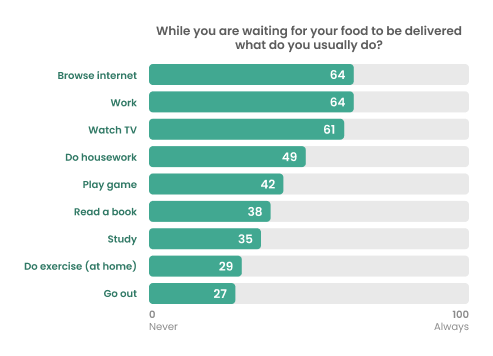 While you are waiting for your food to be delivered
what do you usually do?
Browse internet 64
Work 64
Watch TV 61
Do housework 49
Play game 42
Read a book 38
Study 35
Do exercise (at home) 29
Go out 27
0 100
Never Always